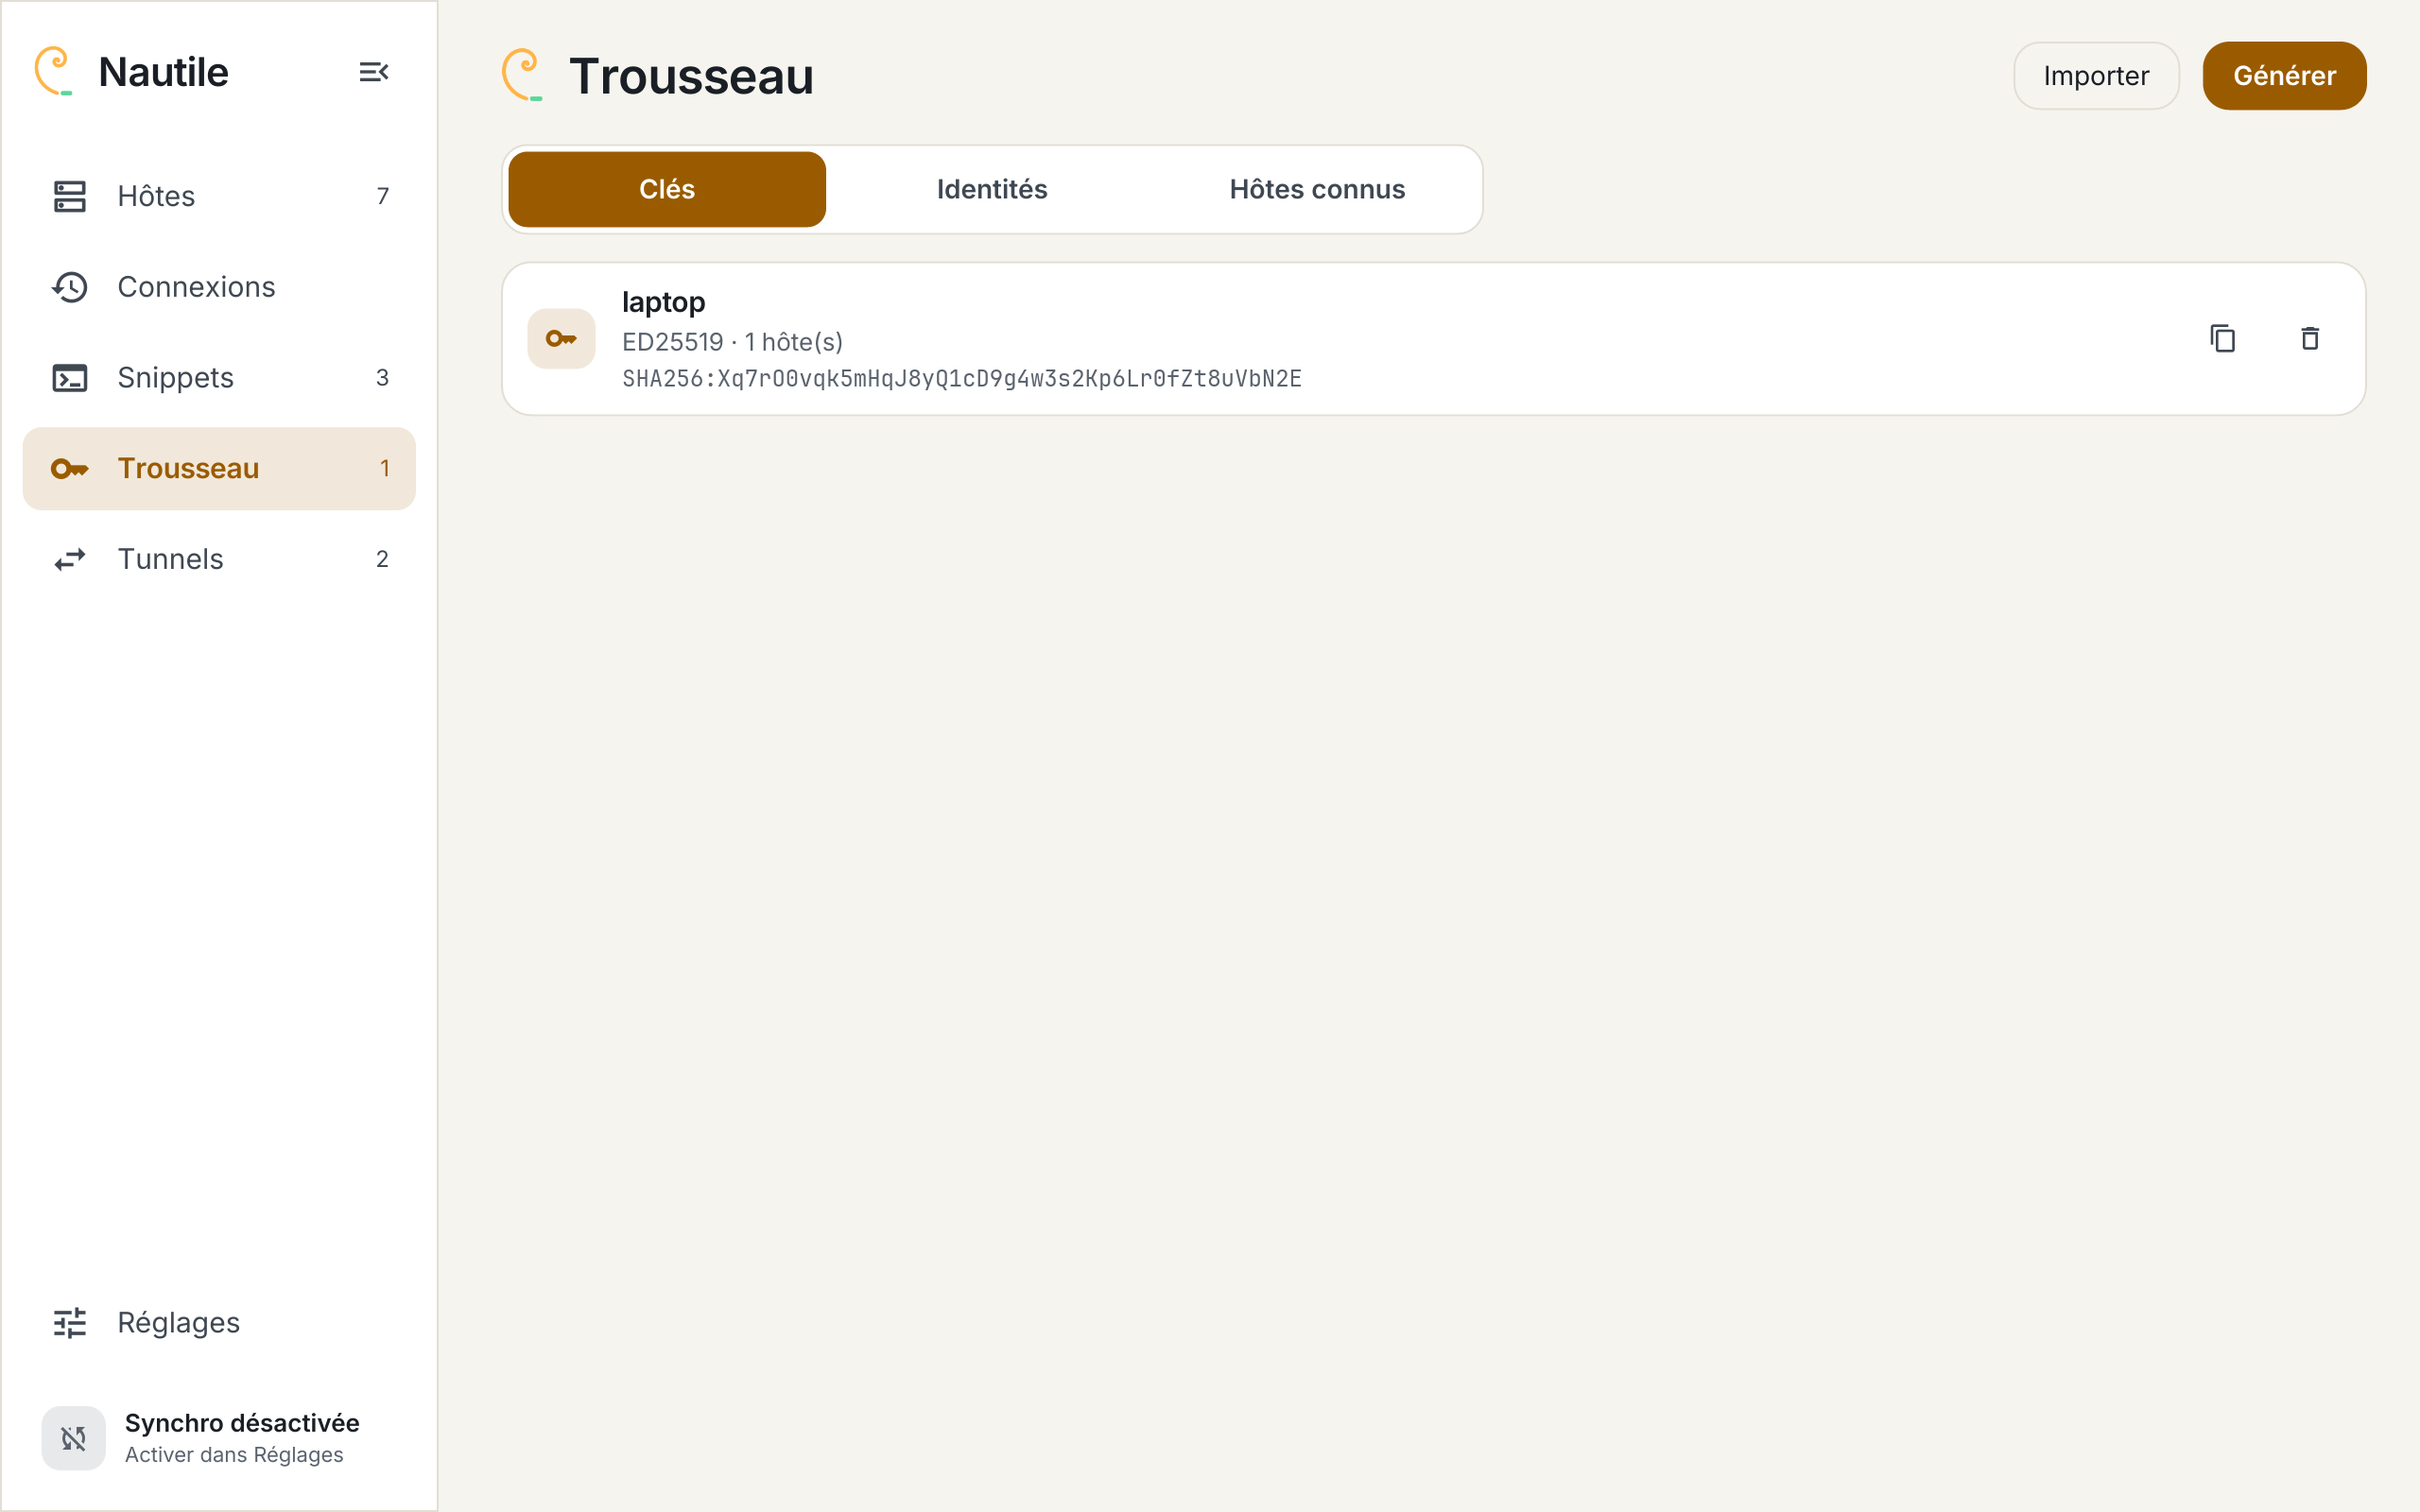 Nautile
Hôtes 7
Connexions
Snippets 3
Trousseau 1
Tunnels 2
Réglages
Synchro désactivée
Activer dans Réglages
Trousseau
Importer
Générer
Clés
Identités
Hôtes connus
laptop
ED25519 · 1 hôte(s)
SHA256:Xq7rO0vqk5mHqJ8yQ1cD9g4w3s2Kp6Lr0fZt8uVbN2E